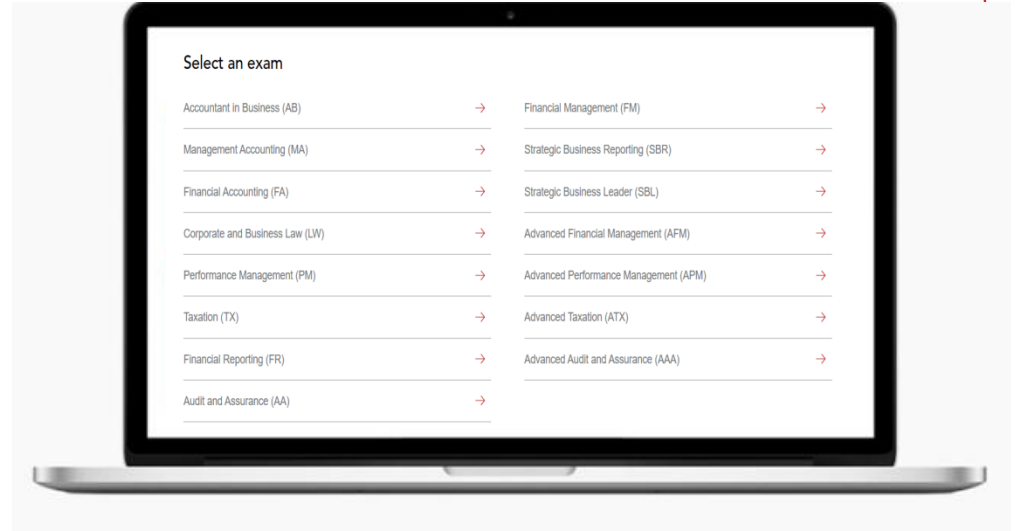 Select an exam
Accountant in Business (AB)
Management Accounting (MA)
Financial Accounting (FA)
Corporate and Business Law (LW)
Performance Management (PM)
Taxation (TX)
Financial Reporting (FR)
Audit and Assurance (AA)
Financial Management (FM)
Strategic Business Reporting (SBR)
Strategic Business Leader (SBL)
Advanced Financial Management (AFM)
Advanced Performance Management (APM)
Advanced Taxation (ATX)
Advanced Audit and Assurance (AAA)